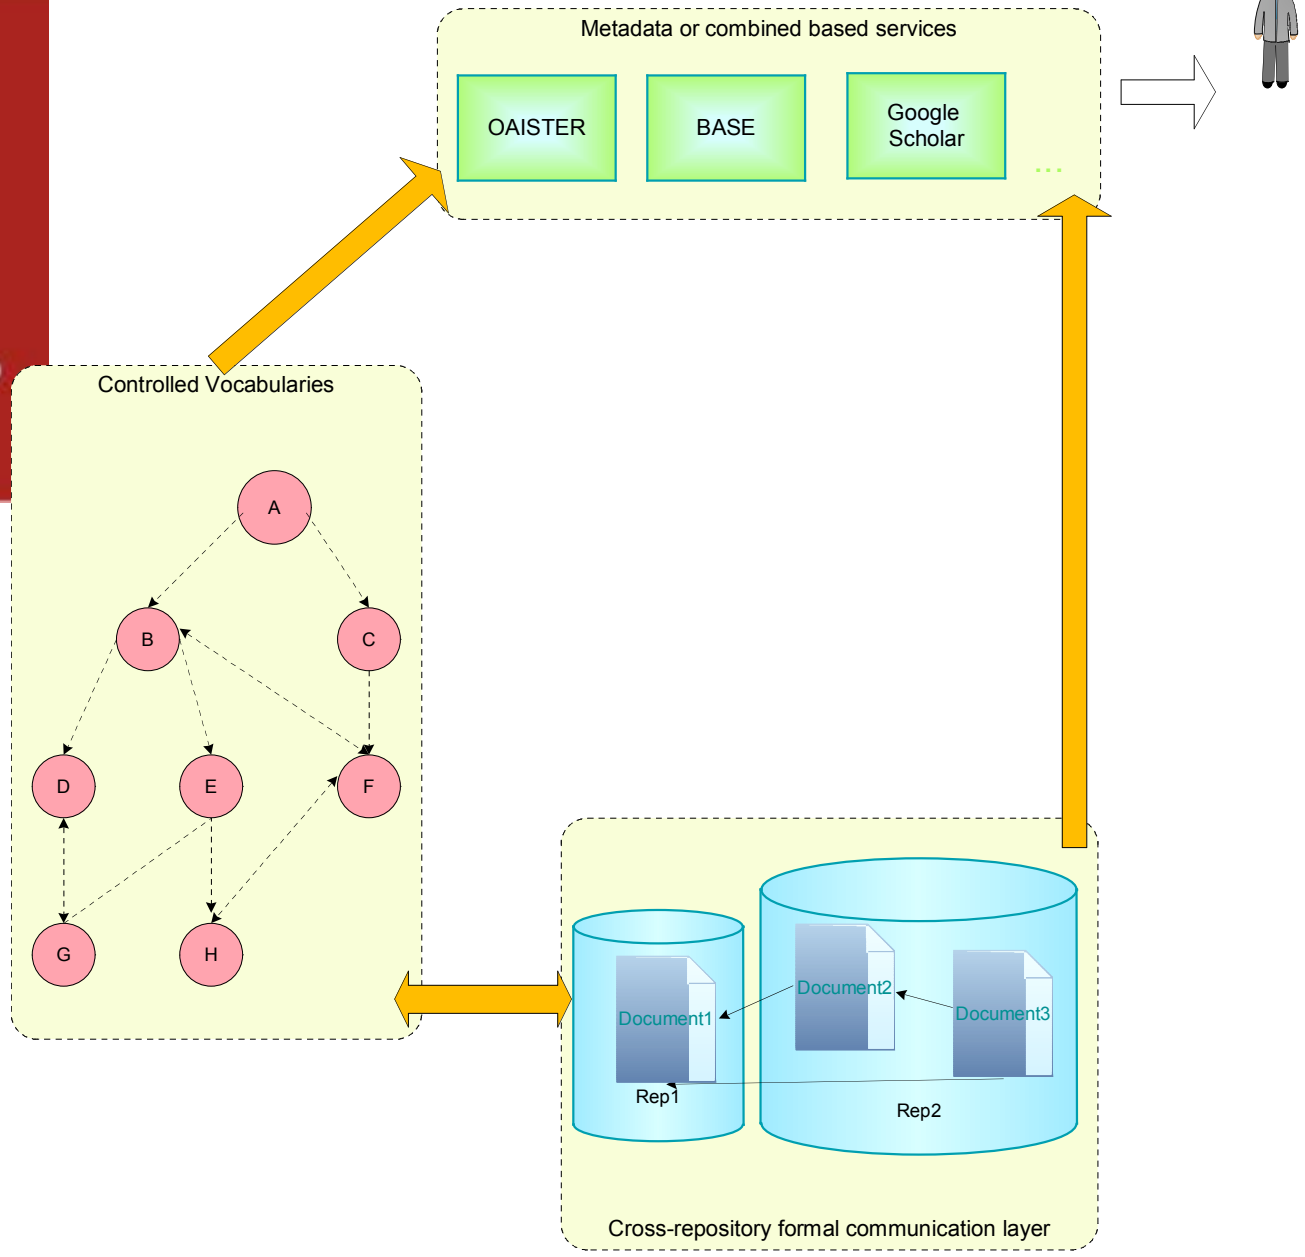 Metadata or combined based services
OAISTER
BASE
Google
Scholar
...
Controlled Vocabularies
A
B
C
D
E
F
G
H
Document2
Document1
Document3
Rep1
Rep2
Cross-repository formal communication layer